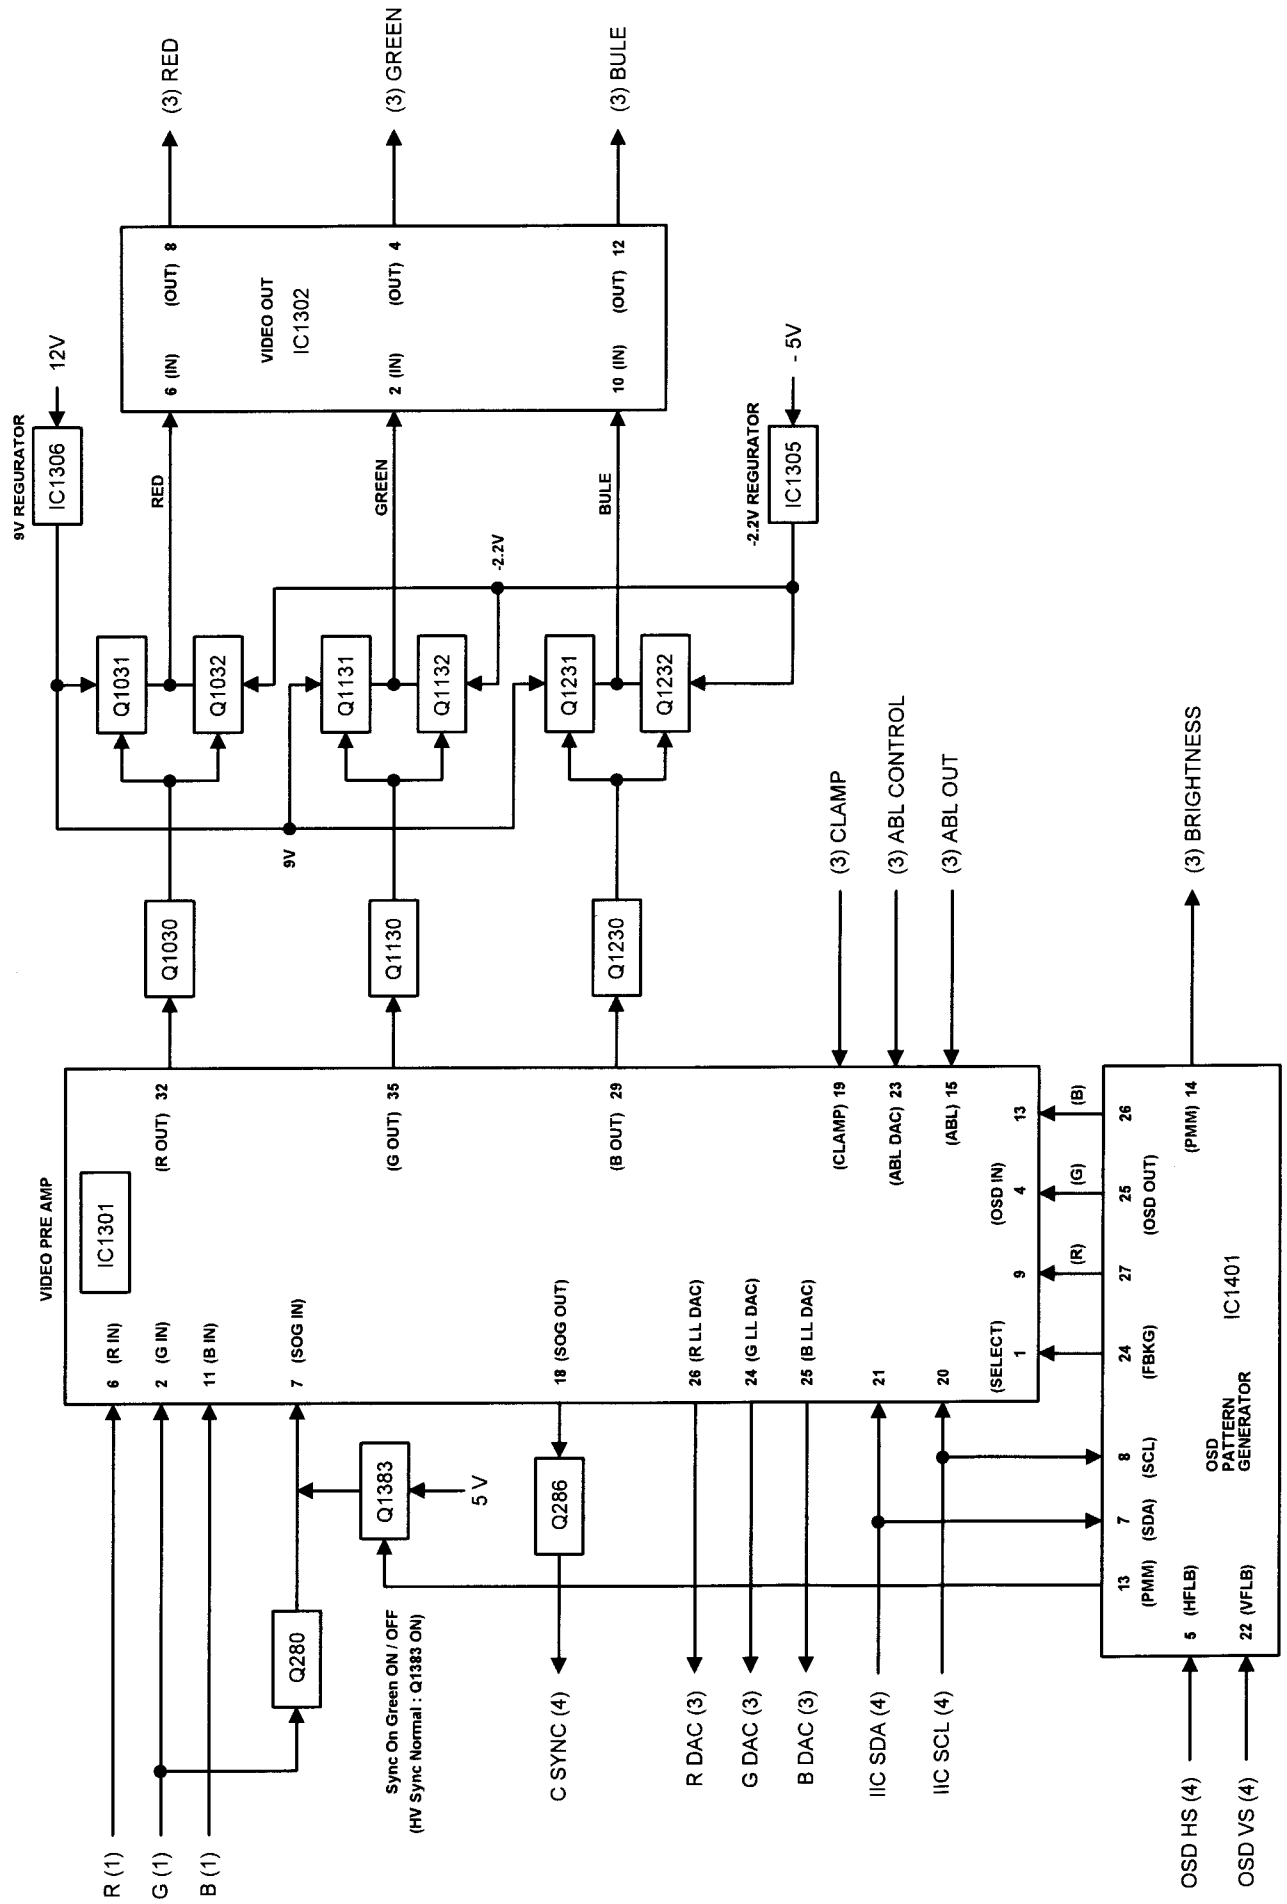 VIDEO PRE AMP
IC1301
R (1)
G (1)
B (1)
6 (R IN)
2 (G IN)
11 (B IN)
7 (SOG IN)
Q280
Q1383
5 V
Sync On Green ON / OFF
(HV Sync Normal : Q1383 ON)
18 (SOG OUT)
Q286
C SYNC (4)
26 (R LL DAC)
24 (G LL DAC)
25 (B LL DAC)
R DAC (3)
G DAC (3)
B DAC (3)
21
20
IIC SDA (4)
IIC SCL (4)
(R OUT) 32
(G OUT) 35
(B OUT) 29
(CLAMP) 19
(ABL DAC) 23
(ABL) 15
(3) CLAMP
(3) ABL CONTROL
(3) ABL OUT
(SELECT)
(OSD IN)
1
9
4
13
(R)
(G)
(B)
13
7
8
24
27
25
26
(PMM)
(SDA)
(SCL)
(FBKG)
(OSD OUT)
5 (HFLB)
22 (VFLB)
OSD
PATTERN
GENERATOR
IC1401
(PMM) 14
(3) BRIGHTNESS
OSD HS (4)
OSD VS (4)
Q1030
Q1130
Q1230
9V
Q1031
Q1032
Q1131
Q1132
Q1231
Q1232
9V REGURATOR
IC1306
12V
-2.2V
-2.2V REGURATOR
IC1305
- 5V
RED
GREEN
BULE
VIDEO OUT
IC1302
6 (IN)
(OUT) 8
2 (IN)
(OUT) 4
10 (IN)
(OUT) 12
(3) RED
(3) GREEN
(3) BULE